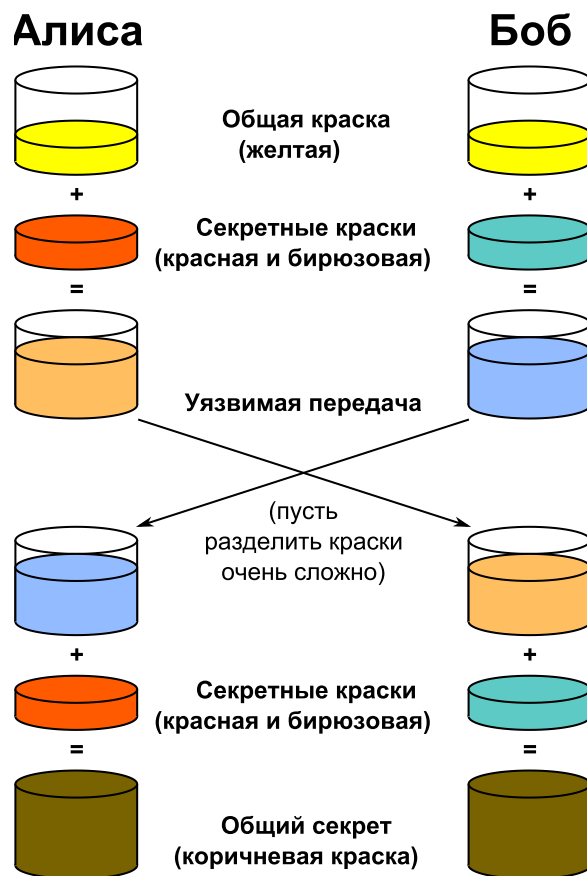 Алиса
Боб
Общая краска
(желтая)
+
+
Секретные краски
(красная и бирюзовая)
=
=
Уязвимая передача
(пусть
разделить краски
очень сложно)
+
+
Секретные краски
(красная и бирюзовая)
=
=
Общий секрет
(коричневая краска)